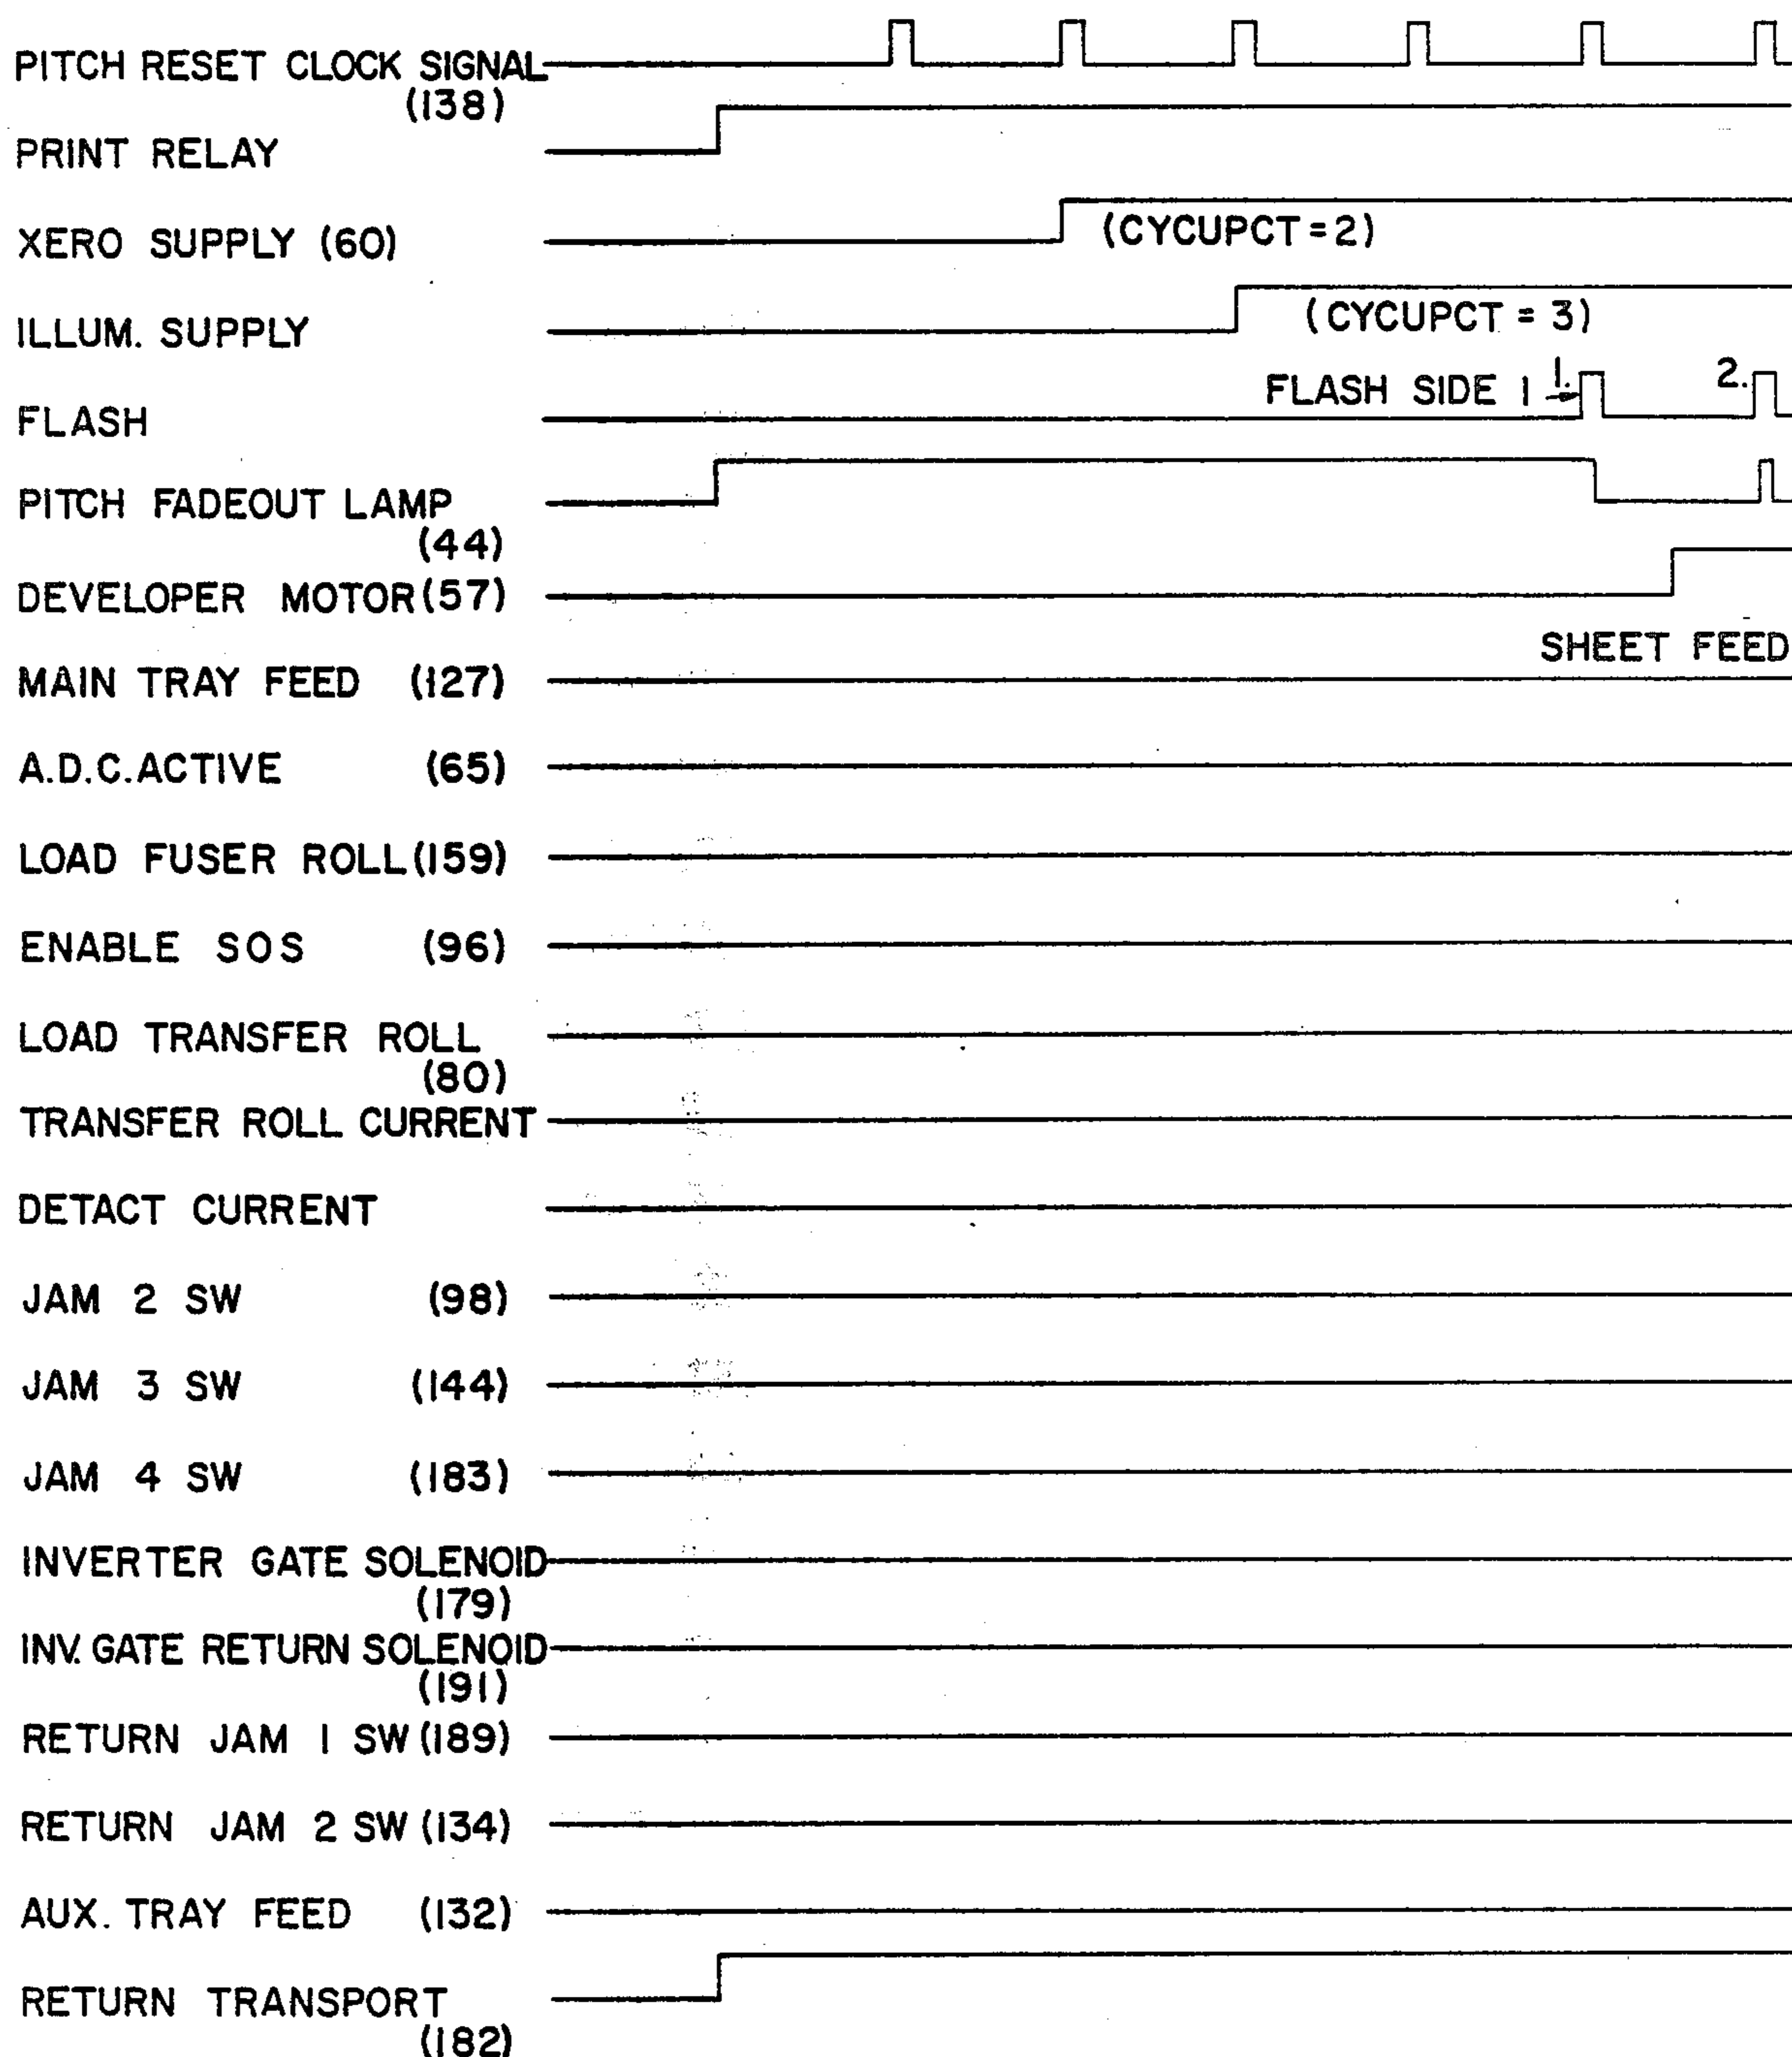 PITCH RESET CLOCK SIGNAL
(138)
PRINT RELAY
XERO SUPPLY (60)
(CYCUPCT = 2)
ILLUM. SUPPLY
(CYCUPCT = 3)
FLASH
FLASH SIDE 1
1.
2.
PITCH FADEOUT LAMP
(44)
DEVELOPER MOTOR (57)
SHEET FEED
MAIN TRAY FEED (127)
A.D.C. ACTIVE (65)
LOAD FUSER ROLL (159)
ENABLE SOS (96)
LOAD TRANSFER ROLL
(80)
TRANSFER ROLL CURRENT
DETACT CURRENT
JAM 2 SW (98)
JAM 3 SW (144)
JAM 4 SW (183)
INVERTER GATE SOLENOID
(179)
INV. GATE RETURN SOLENOID
(191)
RETURN JAM 1 SW (189)
RETURN JAM 2 SW (134)
AUX. TRAY FEED (132)
RETURN TRANSPORT
(182)